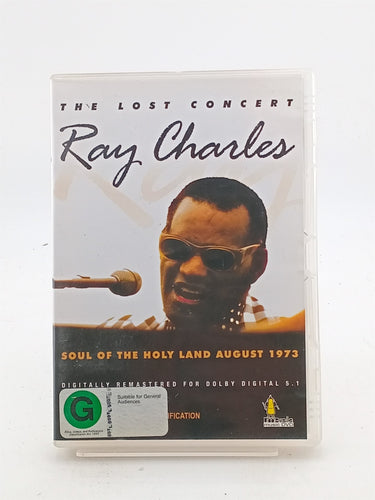 THE LOST CONCERT
Ray Charles
SOUL OF THE HOLY LAND AUGUST 1973
DIGITALLY REMASTERED FOR DOLBY DIGITAL 5.1
G
Suitable for General
Audiences.